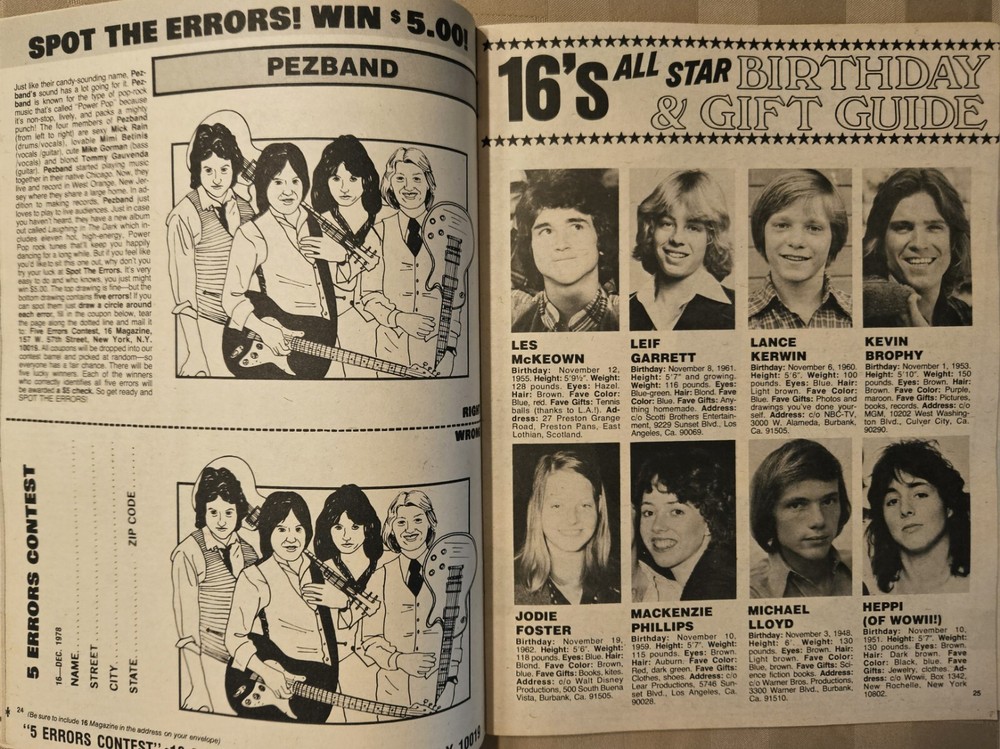 SPOT THE ERRORS! WIN $5.00!
PEZBAND
Just like their candy-sounding name, Pez-
band's sound has a lot going for it. Pez-
band is known for the type of pop-rock
music that's called "Power Pop" because
it's non-stop, lively, and packs a mighty
punch! The four members of Pezband
(from left to right) are sexy Mick Rain
(drums/vocals), lovable Mimi Betinis
(vocals/guitar), cute Mike Gorman (bass
/vocals) and blond Tommy Gauvenda
(guitar). Pezband started playing music
together in their native Chicago. Now, they
live and record in West Orange, New Jer-
sey where they share a large home. In ad-
dition to making records, Pezband just
loves to play to live audiences. Just in case
you haven't heard, they have a new album
out called Laughing In The Dark which in-
cludes eleven hot, high-energy, Power
Pop rock tunes that'll keep you happily
dancing for a long while. But if you feel like
you'd like to sit this one out, why don't you
try your luck at Spot The Errors. It's very
easy to do and who knows, you just might
win $5.00. The top drawing is fine—but the
bottom drawing contains five errors! If you
can spot them just draw a circle around
each error, fill in the coupon below, tear
the page along the dotted line and mail it
to: Five Errors Contest, 16 Magazine,
157 W. 57th Street, New York, N.Y.
10019. All coupons will be dropped into our
contest barrel and picked at random—so
everyone has a fair chance. There will be
five lucky winners. Each of the winners
who correctly identifies all five errors will
be awarded a $5 check. So get ready and
SPOT THE ERRORS!
RIGHT
WRONG
5 ERRORS CONTEST
16—DEC. 1978
NAME
STREET
CITY
STATE ZIP CODE
24 (Be sure to include 16 Magazine in the address on your envelope)
"5 ERRORS CONTEST"
10019
16'S ALL STAR BIRTHDAY
& GIFT GUIDE
LES
McKEOWN
Birthday: November 12,
1955. Height: 5'9½". Weight:
128 pounds. Eyes: Hazel.
Hair: Brown. Fave Color:
Blue, red. Fave Gifts: Tennis
balls (thanks to L.A.!). Ad-
dress: 27 Preston Grange
Road, Preston Pans, East
Lothian, Scotland.
LEIF
GARRETT
Birthday: November 8, 1961.
Height: 5'7" and growing.
Weight: 116 pounds. Eyes:
Blue-green. Hair: Blond. Fave
Color: Blue. Fave Gifts: Any-
thing homemade. Address:
c/o Scotti Brothers Entertain-
ment, 9229 Sunset Blvd., Los
Angeles, Ca. 90069.
LANCE
KERWIN
Birthday: November 6, 1960.
Height: 5'6". Weight: 100
pounds. Eyes: Blue. Hair:
Light brown. Fave Color:
Blue. Fave Gifts: Photos and
drawings you've done your-
self. Address: c/o NBC-TV,
3000 W. Alameda, Burbank,
Ca. 91505.
KEVIN
BROPHY
Birthday: November 1, 1953.
Height: 5'10". Weight: 150
pounds. Eyes: Brown. Hair:
Brown. Fave Color: Purple,
maroon. Fave Gifts: Pictures,
books, records. Address: c/o
MGM, 10202 West Washing-
ton Blvd., Culver City, Ca.
90290.
JODIE
FOSTER
Birthday: November 19,
1962. Height: 5'6". Weight:
118 pounds. Eyes: Blue. Hair:
Blond. Fave Color: Brown,
blue. Fave Gifts: Books, kites.
Address: c/o Walt Disney
Productions, 500 South Buena
Vista, Burbank, Ca. 91505.
MACKENZIE
PHILLIPS
Birthday: November 10,
1959. Height: 5'7". Weight:
115 pounds. Eyes: Brown.
Hair: Auburn. Fave Color:
Red, dark green. Fave Gifts:
Clothes, shoes. Address: c/o
Lear Productions, 5746 Sun-
set Blvd., Los Angeles, Ca.
90028.
MICHAEL
LLOYD
Birthday: November 3, 1948.
Height: 6'. Weight: 130
pounds. Eyes: Brown. Hair:
Light brown. Fave Color:
Blue, brown. Fave Gifts: Sci-
ence fiction books. Address:
c/o Warner Bros. Productions,
3300 Warner Blvd., Burbank,
Ca. 91510.
HEPPI
(OF WOWII!)
Birthday: November 10,
1951. Height: 5'7". Weight:
130 pounds. Eyes: Brown.
Hair: Dark brown. Fave
Color: Black, blue. Fave
Gifts: Jewelry, clothes. Ad-
dress: c/o Wowii, Box 1342,
New Rochelle, New York
10802.
25